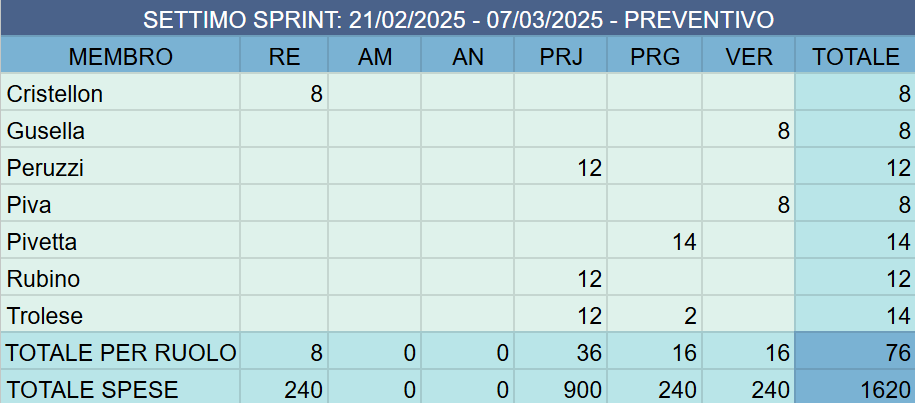 SETTIMO SPRINT: 21/02/2025 - 07/03/2025 - PREVENTIVO
MEMBRO RE AM AN PRJ PRG VER TOTALE
Cristellon 8 8
Gusella 8 8
Peruzzi 12 12
Piva 8 8
Pivetta 14 14
Rubino 12 12
Trolese 12 2 14
TOTALE PER RUOLO 8 0 0 36 16 16 76
TOTALE SPESE 240 0 0 900 240 240 1620